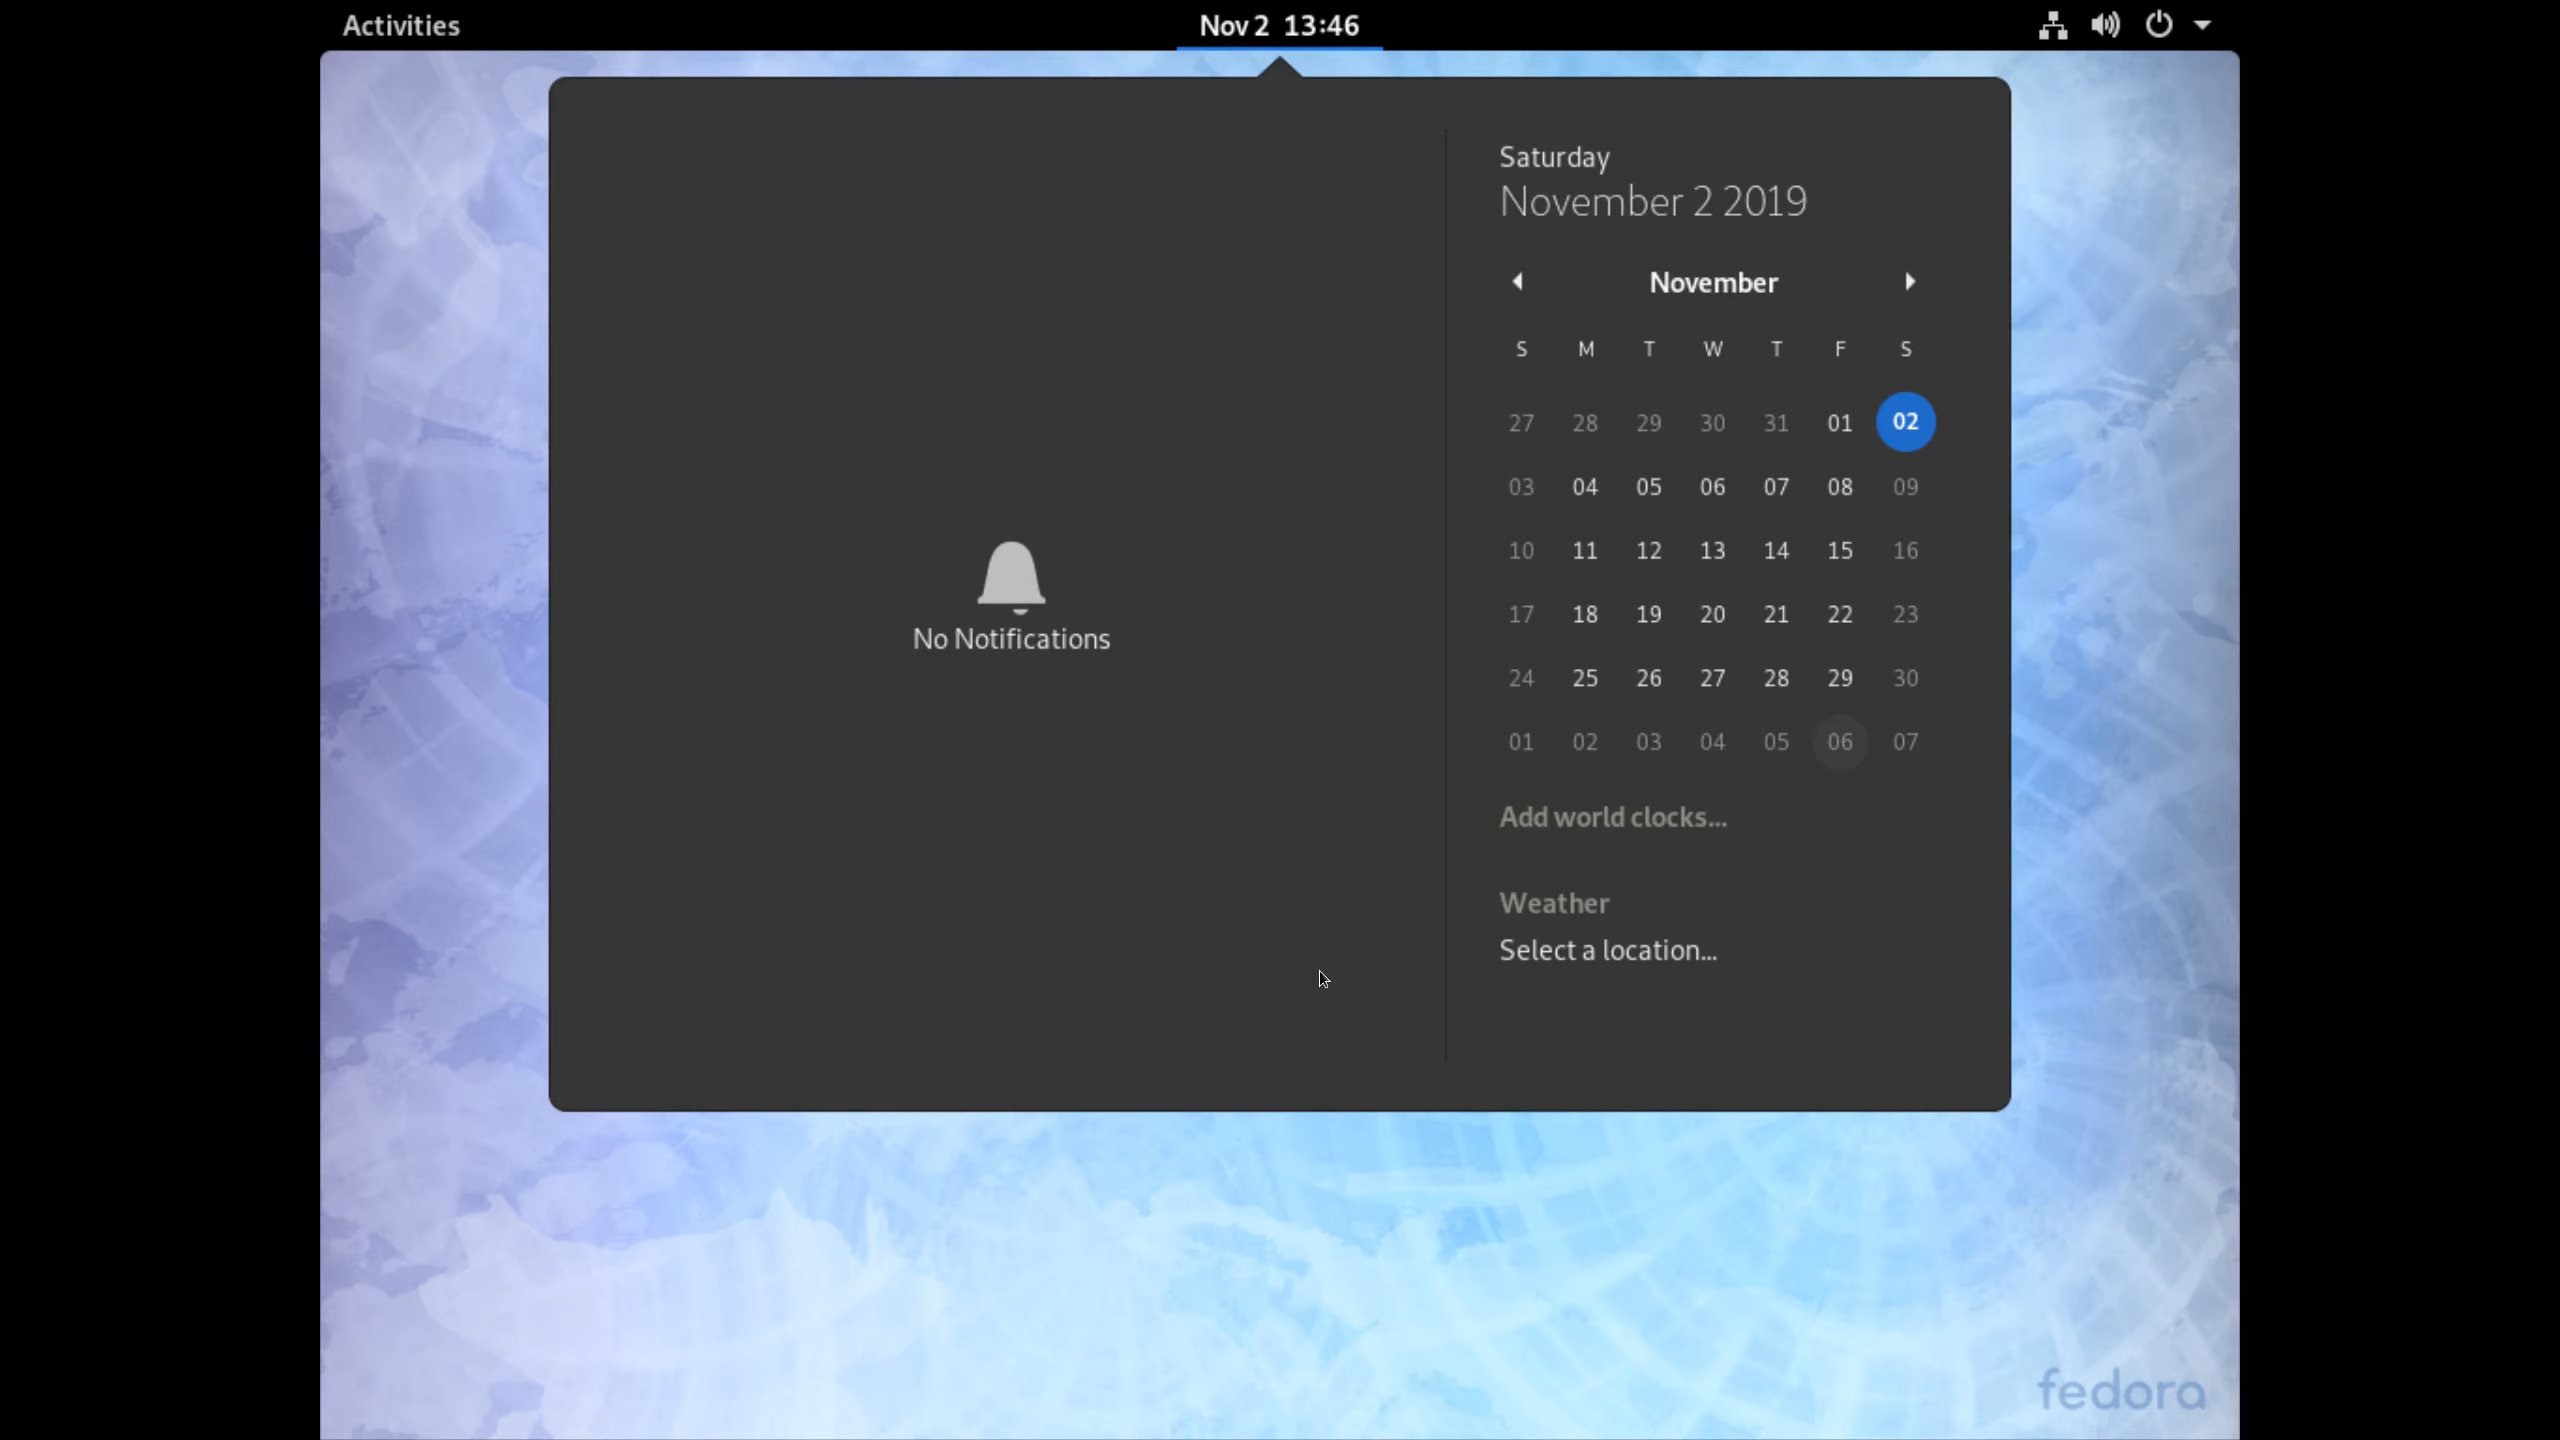 Activities
Nov 2 13:46
No Notifications
Saturday
November 2 2019
November
S M T W T F S
27 28 29 30 31 01 02
03 04 05 06 07 08 09
10 11 12 13 14 15 16
17 18 19 20 21 22 23
24 25 26 27 28 29 30
01 02 03 04 05 06 07
Add world clocks...
Weather
Select a location...
fedora